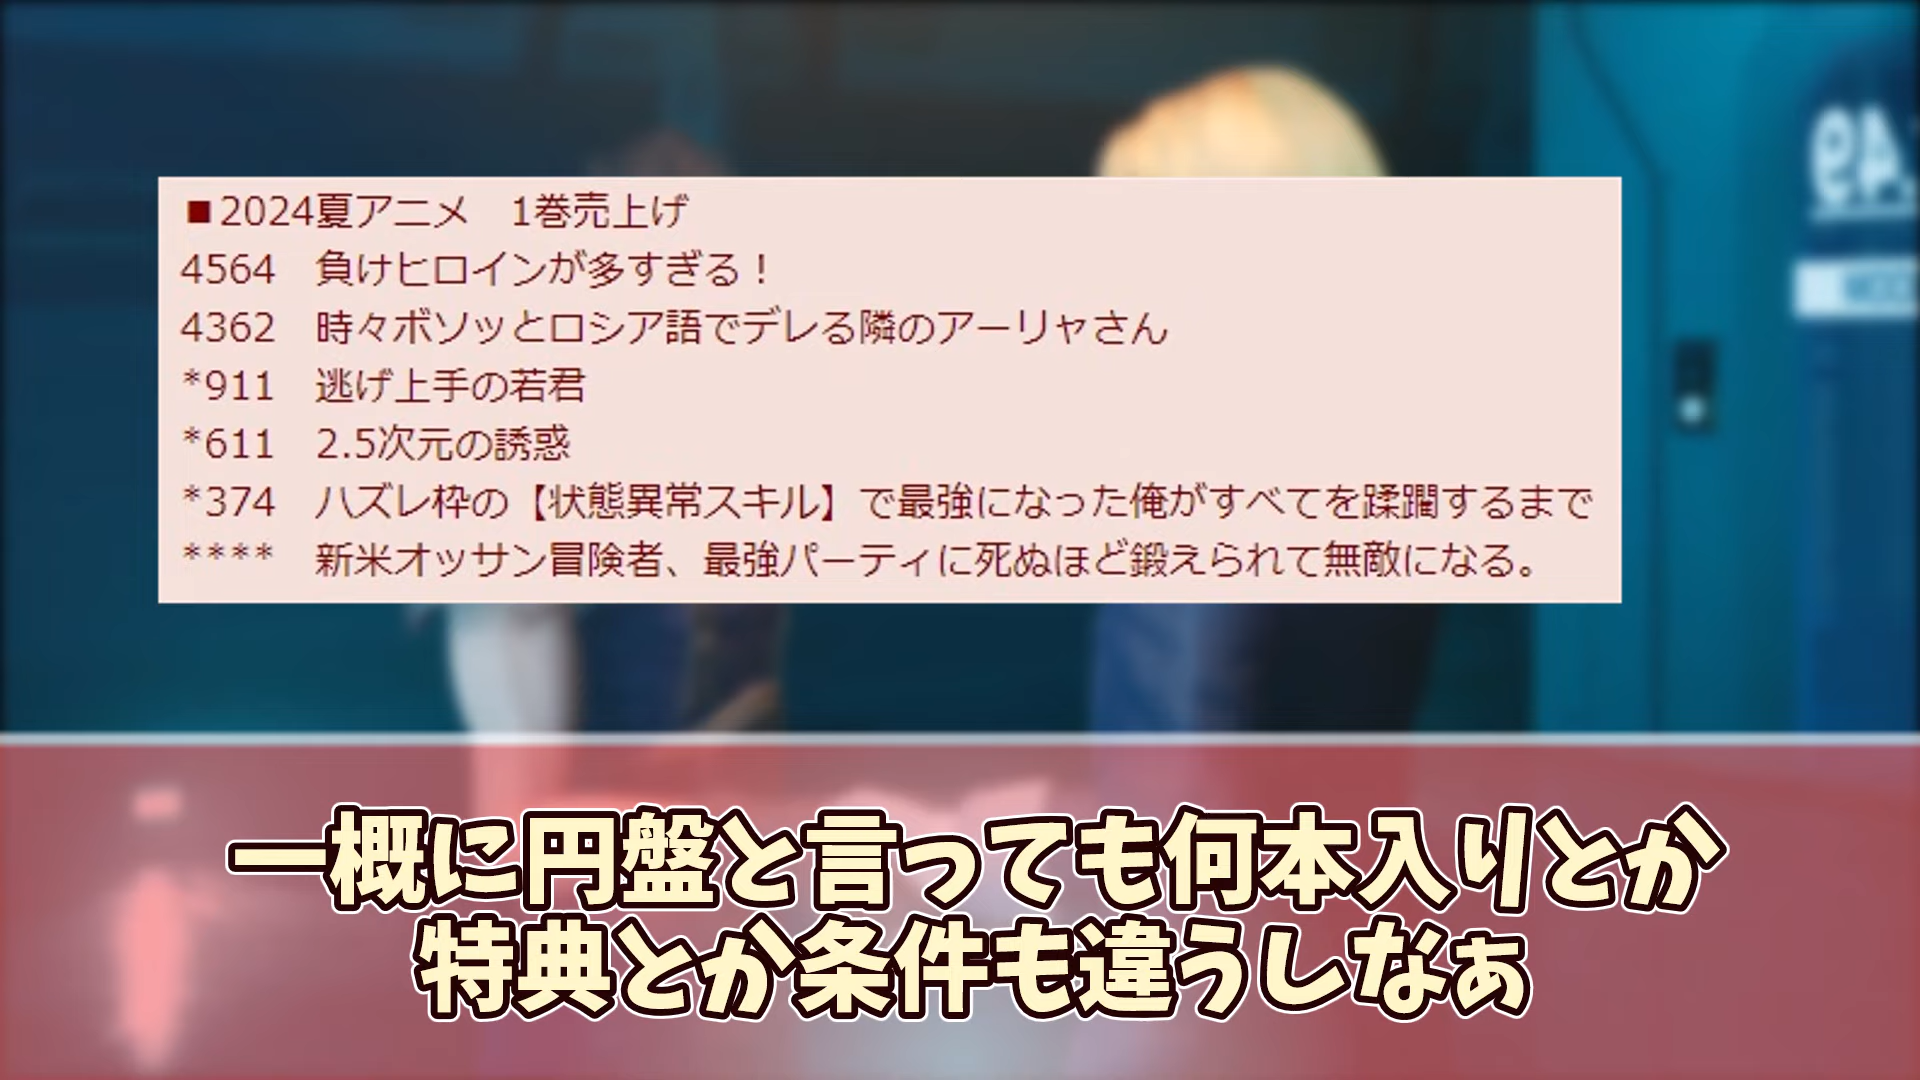 ■2024夏アニメ　1巻売上げ
4564　負けヒロインが多すぎる！
4362　時々ボソッとロシア語でデレる隣のアーリャさん
*911　逃げ上手の若君
*611　2.5次元の誘惑
*374　ハズレ枠の【状態異常スキル】で最強になった俺がすべてを蹂躙するまで
****　新米オッサン冒険者、最強パーティに死ぬほど鍛えられて無敵になる。
一概に円盤と言っても何本入りとか
特典とか条件も違うしなぁ